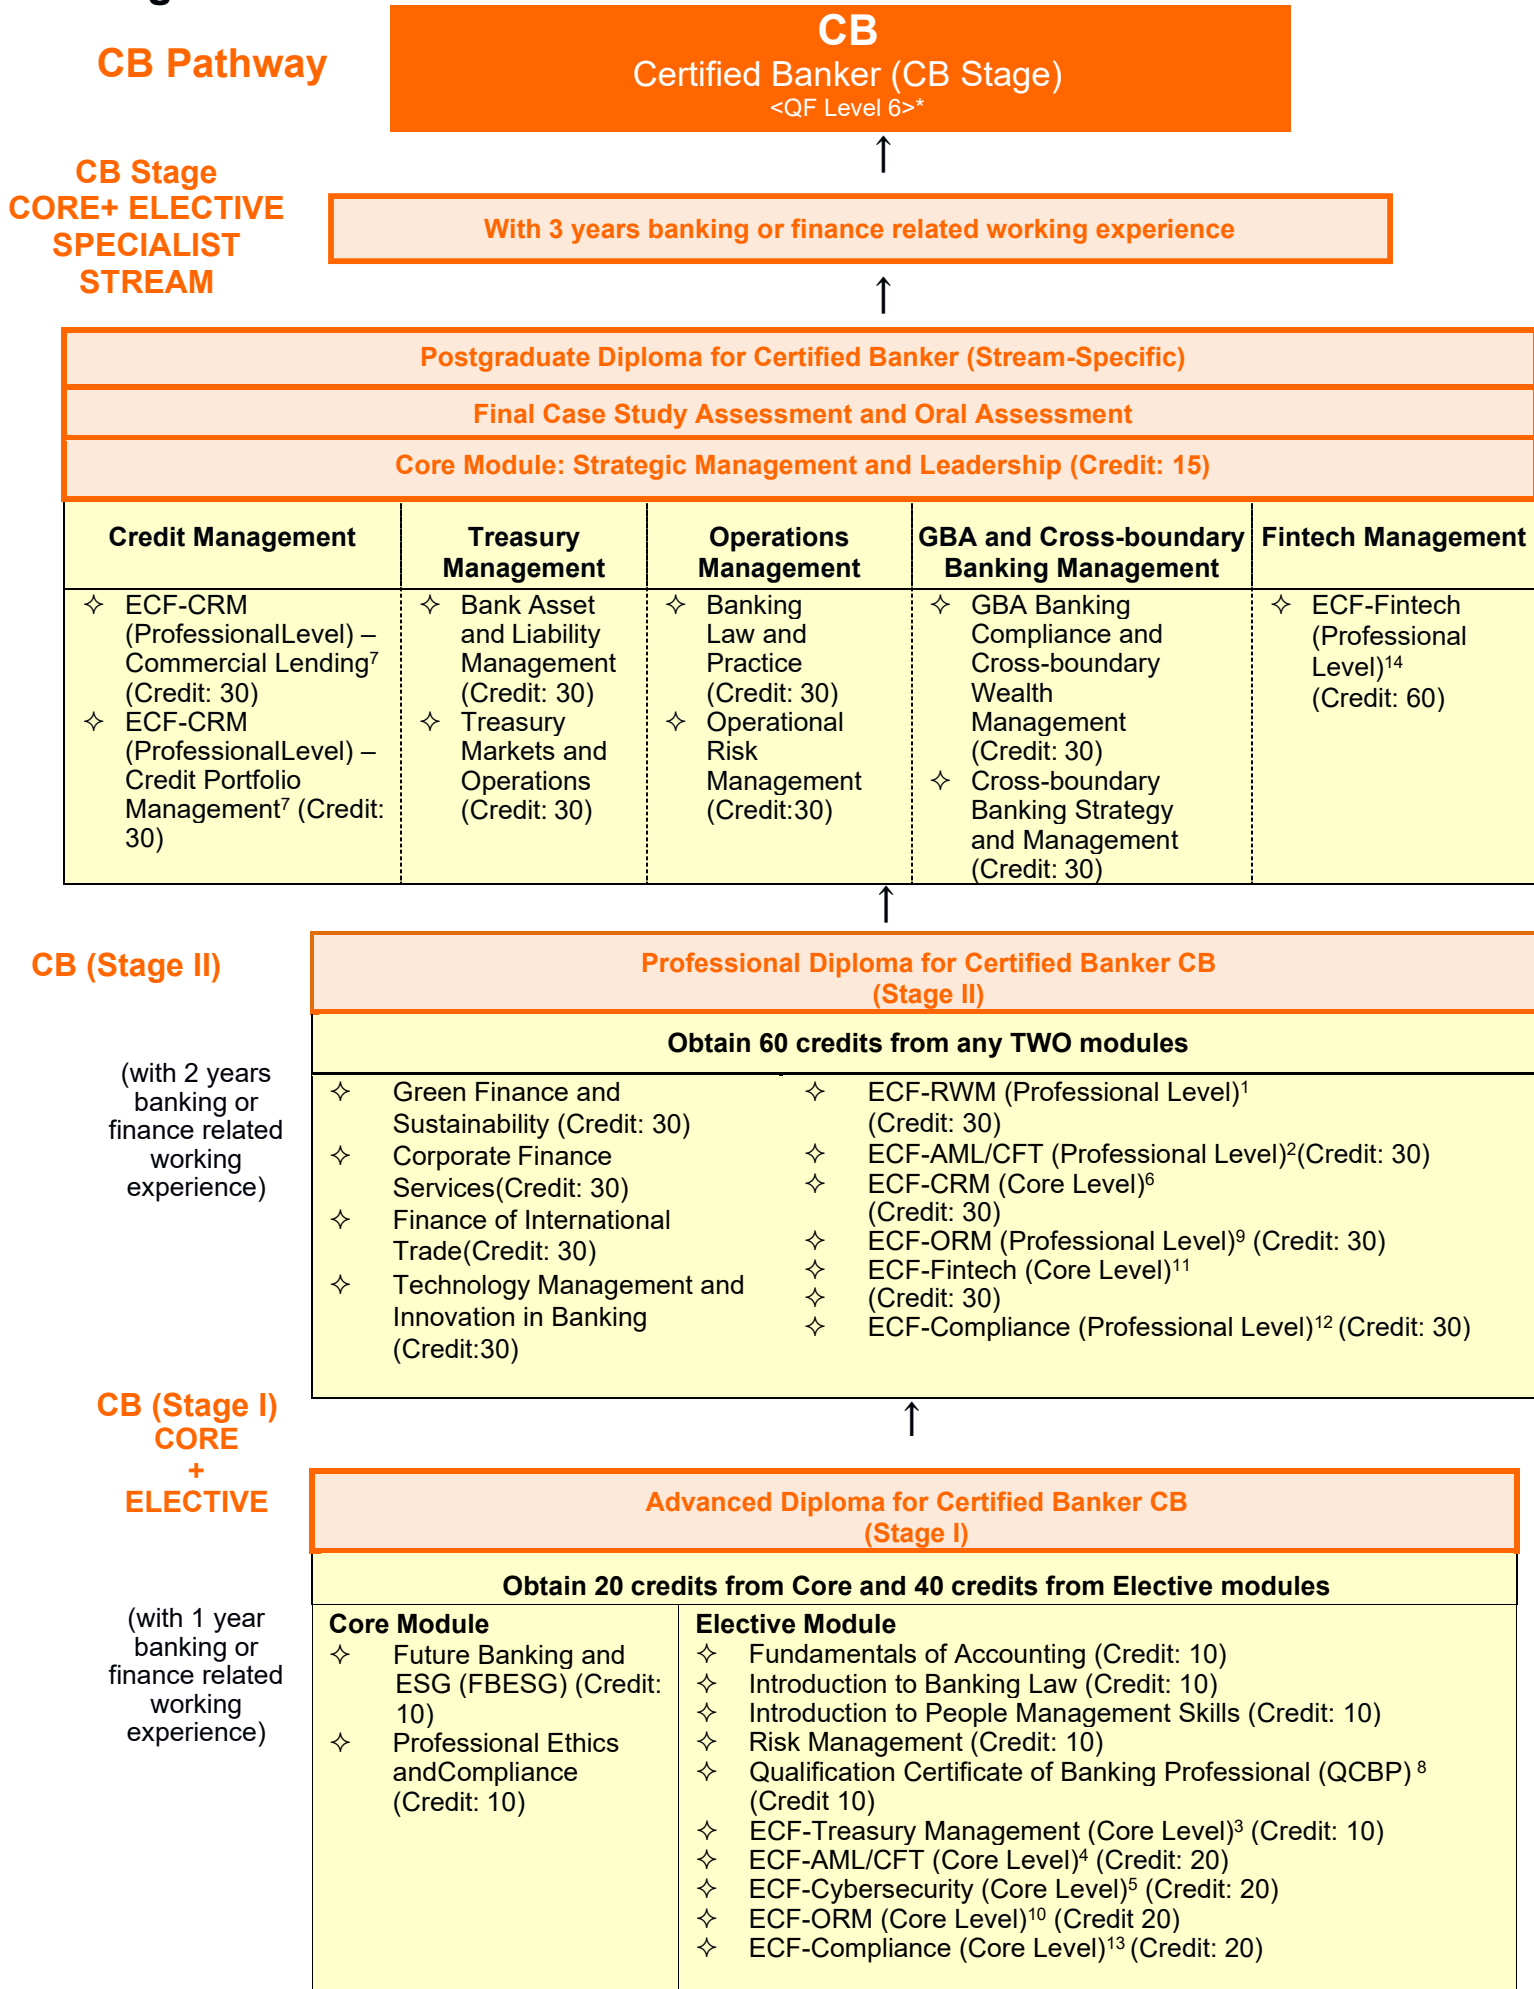 CB Pathway
CB
Certified Banker (CB Stage)
<QF Level 6>*
↑
CB Stage
CORE+ ELECTIVE
SPECIALIST
STREAM
With 3 years banking or finance related working experience
↑
Postgraduate Diploma for Certified Banker (Stream-Specific)
Final Case Study Assessment and Oral Assessment
Core Module: Strategic Management and Leadership (Credit: 15)
Credit Management
✧ ECF-CRM
(ProfessionalLevel) –
Commercial Lending⁷
(Credit: 30)
✧ ECF-CRM
(ProfessionalLevel) –
Credit Portfolio
Management⁷ (Credit:
30)
Treasury
Management
✧ Bank Asset
and Liability
Management
(Credit: 30)
✧ Treasury
Markets and
Operations
(Credit: 30)
Operations
Management
✧ Banking
Law and
Practice
(Credit: 30)
✧ Operational
Risk
Management
(Credit:30)
GBA and Cross-boundary
Banking Management
✧ GBA Banking
Compliance and
Cross-boundary
Wealth
Management
(Credit: 30)
✧ Cross-boundary
Banking Strategy
and Management
(Credit: 30)
Fintech Management
✧ ECF-Fintech
(Professional
Level)¹⁴
(Credit: 60)
↑
CB (Stage II)
(with 2 years
banking or
finance related
working
experience)
Professional Diploma for Certified Banker CB
(Stage II)
Obtain 60 credits from any TWO modules
✧ Green Finance and
Sustainability (Credit: 30)
✧ Corporate Finance
Services(Credit: 30)
✧ Finance of International
Trade(Credit: 30)
✧ Technology Management and
Innovation in Banking
(Credit:30)
✧ ECF-RWM (Professional Level)¹
(Credit: 30)
✧ ECF-AML/CFT (Professional Level)²(Credit: 30)
✧ ECF-CRM (Core Level)⁶
(Credit: 30)
✧ ECF-ORM (Professional Level)⁹ (Credit: 30)
✧ ECF-Fintech (Core Level)¹¹
✧ (Credit: 30)
✧ ECF-Compliance (Professional Level)¹² (Credit: 30)
↑
CB (Stage I)
CORE
+
ELECTIVE
(with 1 year
banking or
finance related
working
experience)
Advanced Diploma for Certified Banker CB
(Stage I)
Obtain 20 credits from Core and 40 credits from Elective modules
Core Module
✧ Future Banking and
ESG (FBESG) (Credit:
10)
✧ Professional Ethics
andCompliance
(Credit: 10)
Elective Module
✧ Fundamentals of Accounting (Credit: 10)
✧ Introduction to Banking Law (Credit: 10)
✧ Introduction to People Management Skills (Credit: 10)
✧ Risk Management (Credit: 10)
✧ Qualification Certificate of Banking Professional (QCBP) ⁸
(Credit 10)
✧ ECF-Treasury Management (Core Level)³ (Credit: 10)
✧ ECF-AML/CFT (Core Level)⁴ (Credit: 20)
✧ ECF-Cybersecurity (Core Level)⁵ (Credit: 20)
✧ ECF-ORM (Core Level)¹⁰ (Credit 20)
✧ ECF-Compliance (Core Level)¹³ (Credit: 20)